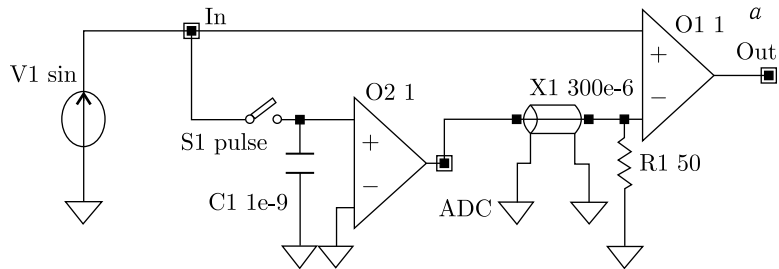 In
O1 1
a
Out
V1 sin
O2 1
X1 300e-6
S1 pulse
R1 50
C1 1e-9
ADC
+
−
+
−